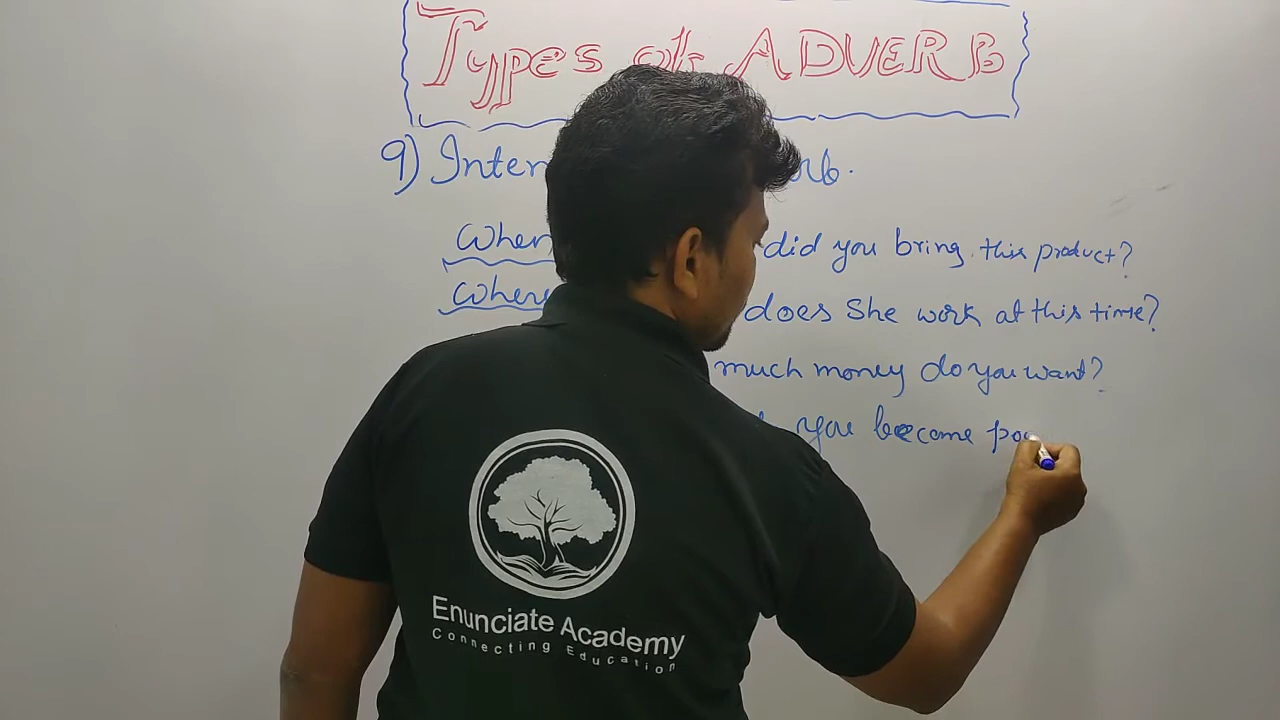 Types of ADVERB
9) Inter rb.
When did you bring this product?
Where does She work at this time?
much money do you want?
you become poo
Enunciate Academy
Connecting Education